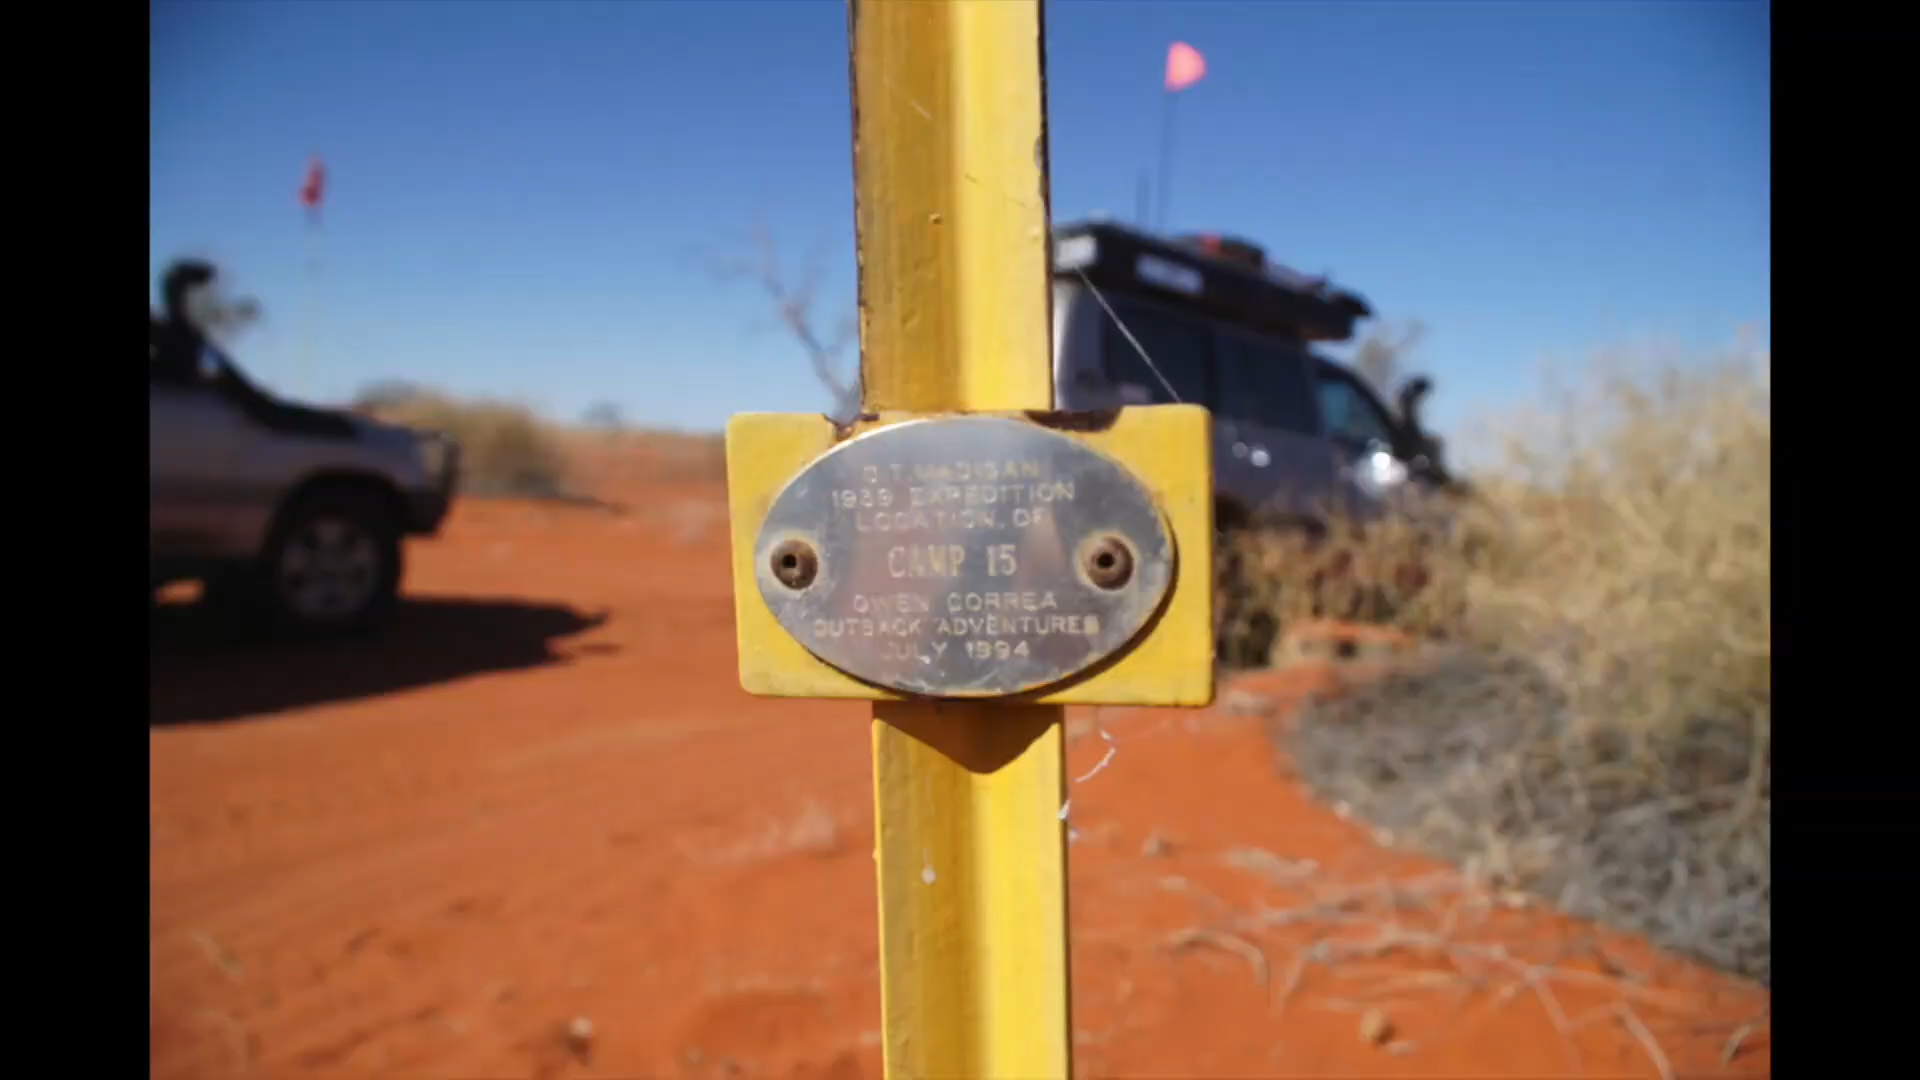 C.T. MADIGAN
1939 EXPEDITION
LOCATION OF
CAMP 15
OWEN CORREA
OUTBACK ADVENTURES
JULY 1994